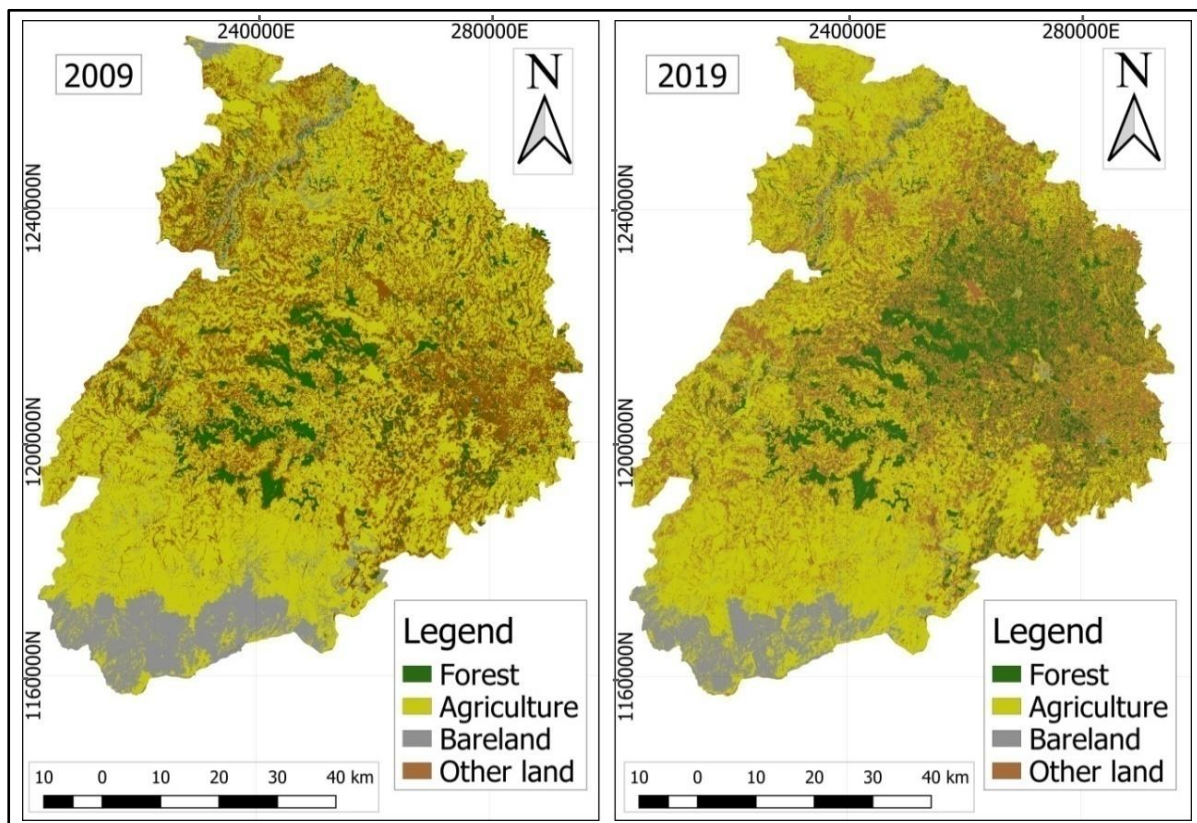 240000E 280000E
2009
N
1240000N
1200000N
1160000N
Legend
Forest
Agriculture
Bareland
Other land
10 0 10 20 30 40 km
240000E 280000E
2019
N
1240000N
1200000N
1160000N
Legend
Forest
Agriculture
Bareland
Other land
10 0 10 20 30 40 km